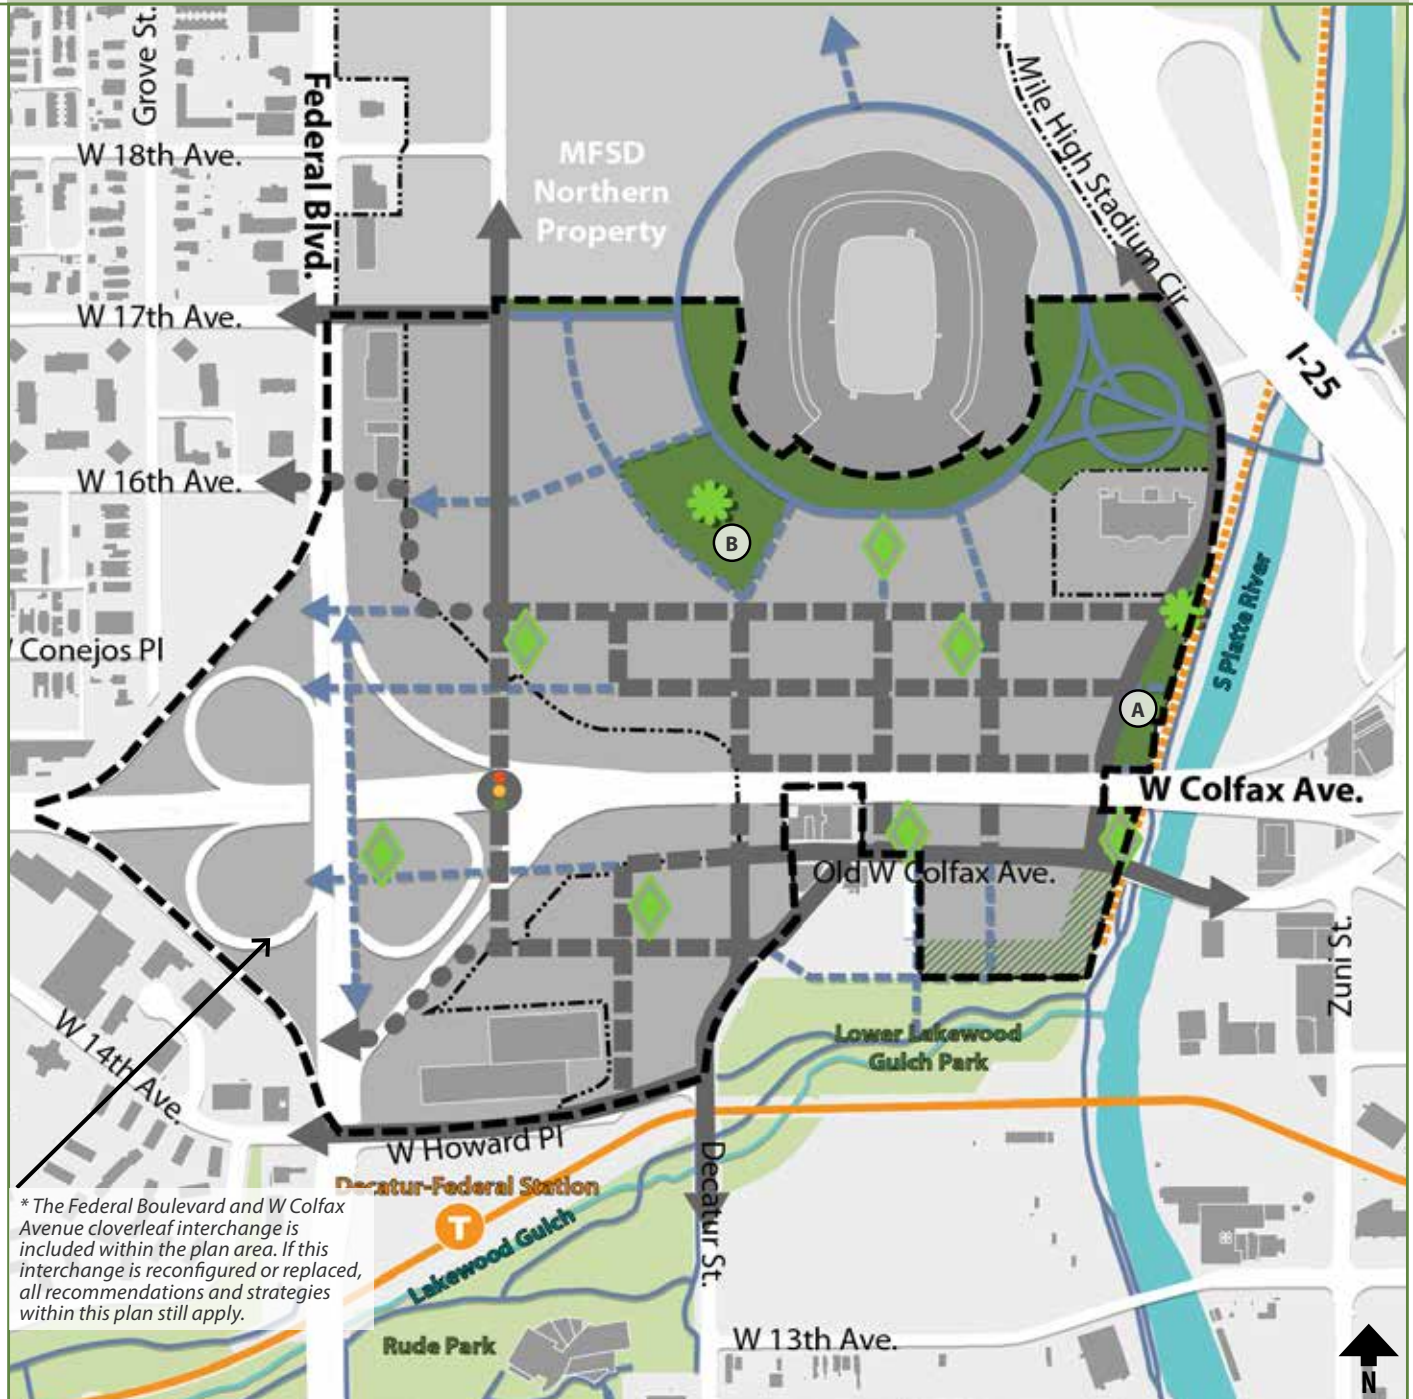 Grove St.
Federal Blvd.
W 18th Ave.
MFSD
Northern
Property
Mile High Stadium Cir
I-25
W 17th Ave.
W 16th Ave.
B
S Platte River
Conejos Pl
A
W Colfax Ave.
Old W Colfax Ave.
Zuni St.
Lower Lakewood
Gulch Park
W 14th Ave.
W Howard Pl
Decatur-Federal Station
T
Lakewood Gulch
Decatur St.
* The Federal Boulevard and W Colfax
Avenue cloverleaf interchange is
included within the plan area. If this
interchange is reconfigured or replaced,
all recommendations and strategies
within this plan still apply.
Rude Park
W 13th Ave.
N